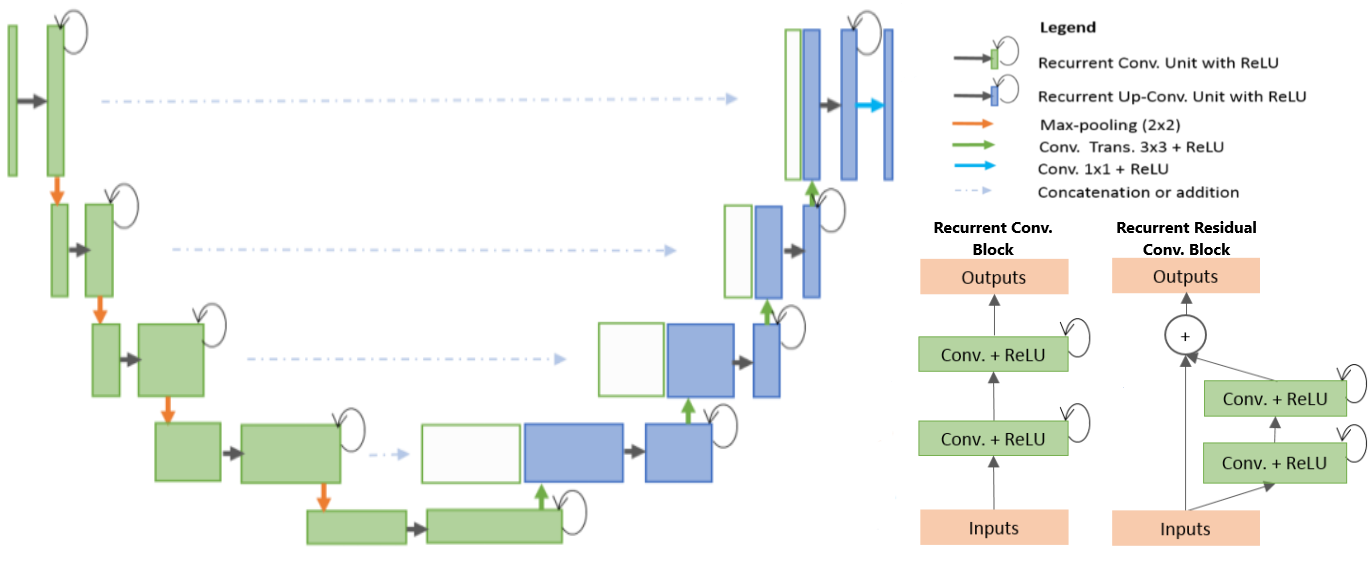 Legend
Recurrent Conv. Unit with ReLU
Recurrent Up-Conv. Unit with ReLU
Max-pooling (2x2)
Conv. Trans. 3x3 + ReLU
Conv. 1x1 + ReLU
Concatenation or addition
Recurrent Conv.
Block
Outputs
Conv. + ReLU
Conv. + ReLU
Inputs
Recurrent Residual
Conv. Block
Outputs
+
Conv. + ReLU
Conv. + ReLU
Inputs